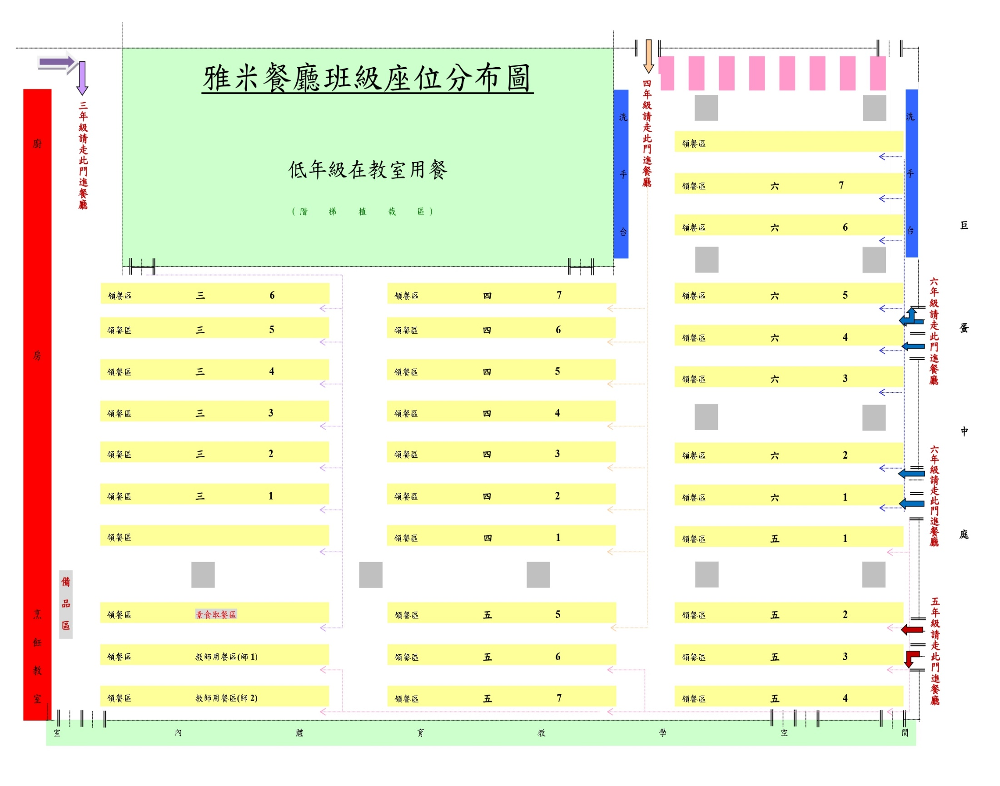 雅米餐廳班級座位分布圖
低年級在教室用餐
(階梯植栽區)
三年級請走此門進餐廳
四年級請走此門進餐廳
洗手台
洗手台
廚房
烹飪教室
備品區
領餐區 三 6
領餐區 三 5
領餐區 三 4
領餐區 三 3
領餐區 三 2
領餐區 三 1
領餐區
領餐區 素食取餐區
領餐區 教師用餐區(師 1)
領餐區 教師用餐區(師 2)
領餐區 四 7
領餐區 四 6
領餐區 四 5
領餐區 四 4
領餐區 四 3
領餐區 四 2
領餐區 四 1
領餐區 五 5
領餐區 五 6
領餐區 五 7
領餐區
領餐區 六 7
領餐區 六 6
領餐區 六 5
領餐區 六 4
領餐區 六 3
領餐區 六 2
領餐區 六 1
領餐區 五 1
領餐區 五 2
領餐區 五 3
領餐區 五 4
六年級請走此門進餐廳
六年級請走此門進餐廳
五年級請走此門進餐廳
巨蛋中庭
室內體育教學空間